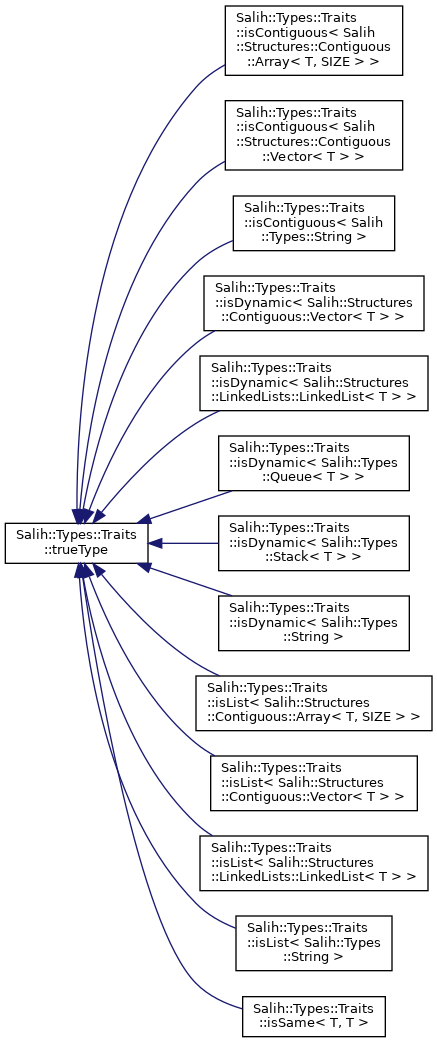 Salih::Types::Traits
::isContiguous< Salih
::Structures::Contiguous
::Array< T, SIZE > >
Salih::Types::Traits
::isContiguous< Salih
::Structures::Contiguous
::Vector< T > >
Salih::Types::Traits
::isContiguous< Salih
::Types::String >
Salih::Types::Traits
::isDynamic< Salih::Structures
::Contiguous::Vector< T > >
Salih::Types::Traits
::isDynamic< Salih::Structures
::LinkedLists::LinkedList< T > >
Salih::Types::Traits
::isDynamic< Salih::Types
::Queue< T > >
Salih::Types::Traits
::trueType
Salih::Types::Traits
::isDynamic< Salih::Types
::Stack< T > >
Salih::Types::Traits
::isDynamic< Salih::Types
::String >
Salih::Types::Traits
::isList< Salih::Structures
::Contiguous::Array< T, SIZE > >
Salih::Types::Traits
::isList< Salih::Structures
::Contiguous::Vector< T > >
Salih::Types::Traits
::isList< Salih::Structures
::LinkedLists::LinkedList< T > >
Salih::Types::Traits
::isList< Salih::Types
::String >
Salih::Types::Traits
::isSame< T, T >